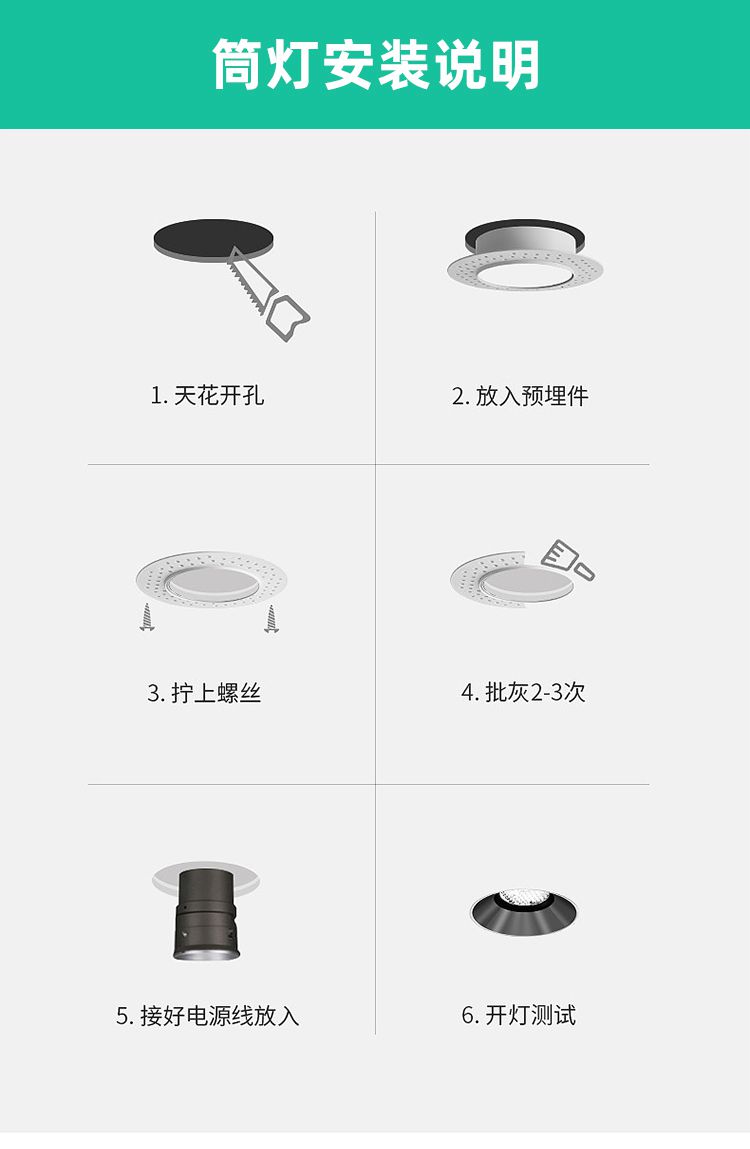 筒灯安装说明
1. 天花开孔
2. 放入预埋件
3. 拧上螺丝
4. 批灰2-3次
5. 接好电源线放入
6. 开灯测试